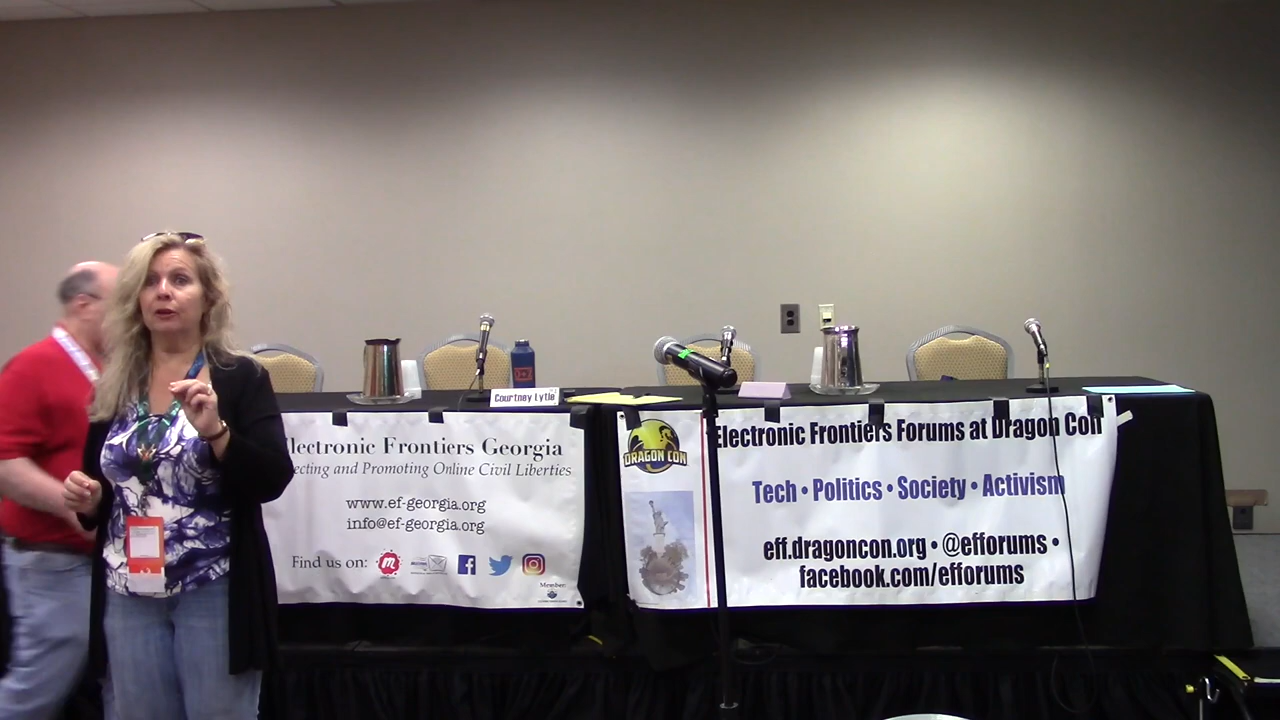 Courtney Lytle
lectronic Frontiers Georgia
ecting and Promoting Online Civil Liberties
www.ef-georgia.org
info@ef-georgia.org
Find us on:
Member:
DRAGON CON
Electronic Frontiers Forums at Dragon Con
Tech • Politics • Society • Activism
eff.dragoncon.org • @efforums •
facebook.com/efforums